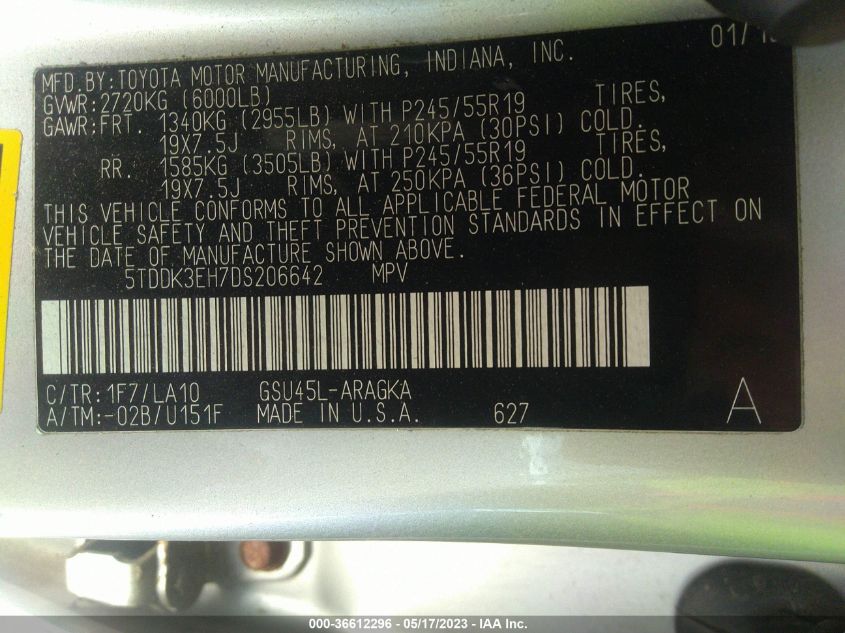 01/
MFD.BY:TOYOTA MOTOR MANUFACTURING, INDIANA, INC.
GVWR:2720KG (6000LB)
GAWR:FRT. 1340KG (2955LB) WITH P245/55R19 TIRES,
19X7.5J RIMS, AT 210KPA (30PSI) COLD.
RR. 1585KG (3505LB) WITH P245/55R19 TIRES,
19X7.5J RIMS, AT 250KPA (36PSI) COLD.
THIS VEHICLE CONFORMS TO ALL APPLICABLE FEDERAL MOTOR
VEHICLE SAFETY AND THEFT PREVENTION STANDARDS IN EFFECT ON
THE DATE OF MANUFACTURE SHOWN ABOVE.
5TDDK3EH7DS206642 MPV
C/TR:1F7/LA10 GSU45L-ARAGKA
A/TM:-02B/U151F MADE IN U.S.A. 627 A
000-36612296 - 05/17/2023 - IAA Inc.